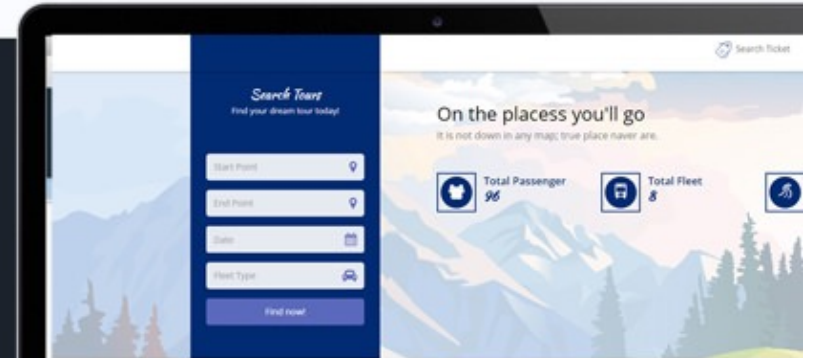 Search Ticket
Search Tours
Find your dream tour today!
On the placess you'll go
It is not down in any map; true place naver are.
Start Point
End Point
Date
Fleet Type
Find now!
Total Passenger
96
Total Fleet
8